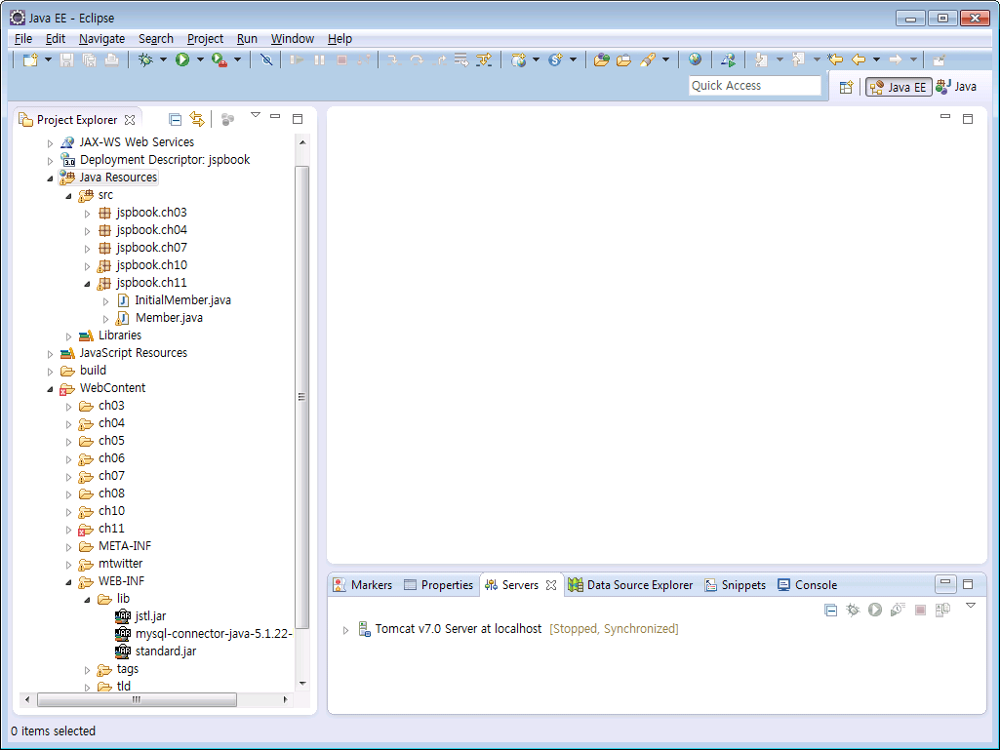 Java EE - Eclipse
File Edit Navigate Search Project Run Window Help
Quick Access
Java EE
Java
Project Explorer
JAX-WS Web Services
3.0 Deployment Descriptor: jspbook
Java Resources
src
jspbook.ch03
jspbook.ch04
jspbook.ch07
jspbook.ch10
jspbook.ch11
InitialMember.java
Member.java
Libraries
JavaScript Resources
build
WebContent
ch03
ch04
ch05
ch06
ch07
ch08
ch10
ch11
META-INF
mtwitter
WEB-INF
lib
jstl.jar
mysql-connector-java-5.1.22-
standard.jar
tags
tld
Markers Properties Servers Data Source Explorer Snippets Console
Tomcat v7.0 Server at localhost [Stopped, Synchronized]
0 items selected